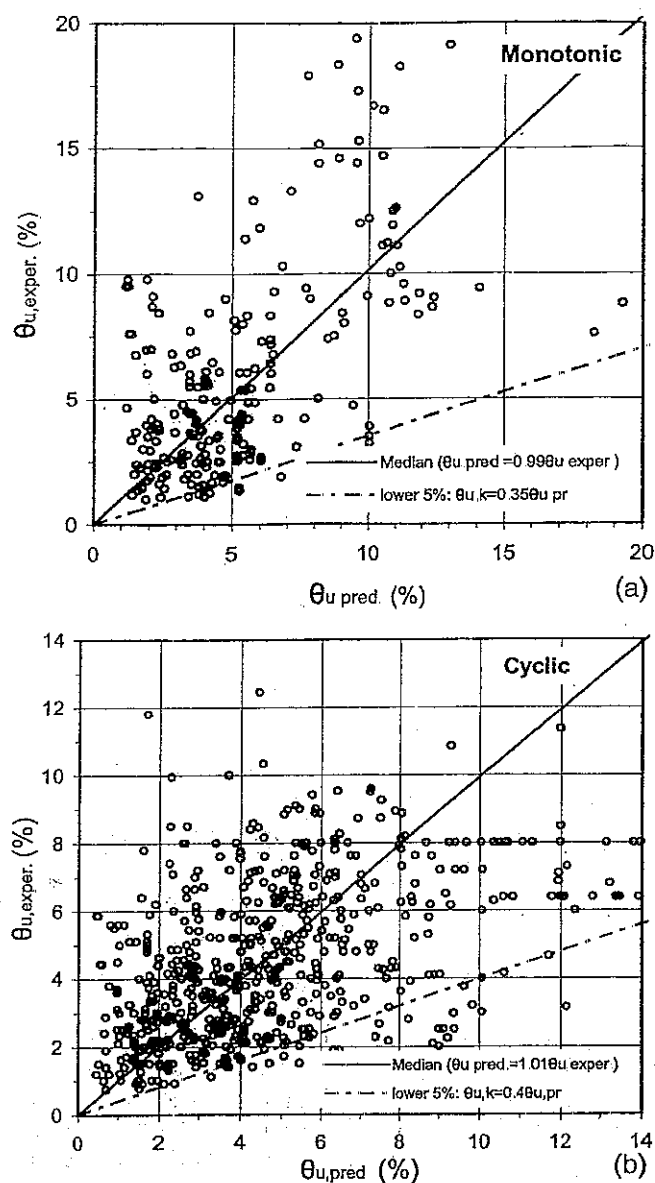 20
15
10
5
0
θu,exper. (%)
Monotonic
Median (θu pred =0.99θu exper )
lower 5%: θu,k=0.35θu pr
0 5 10 15 20
θu pred. (%)
(a)
14
12
10
8
6
4
2
0
θu,exper. (%)
Cyclic
Median (θu pred.=1.01θu exper)
lower 5%: θu,k=0.4θu,pr
0 2 4 6 8 10 12 14
θu,pred (%)
(b)